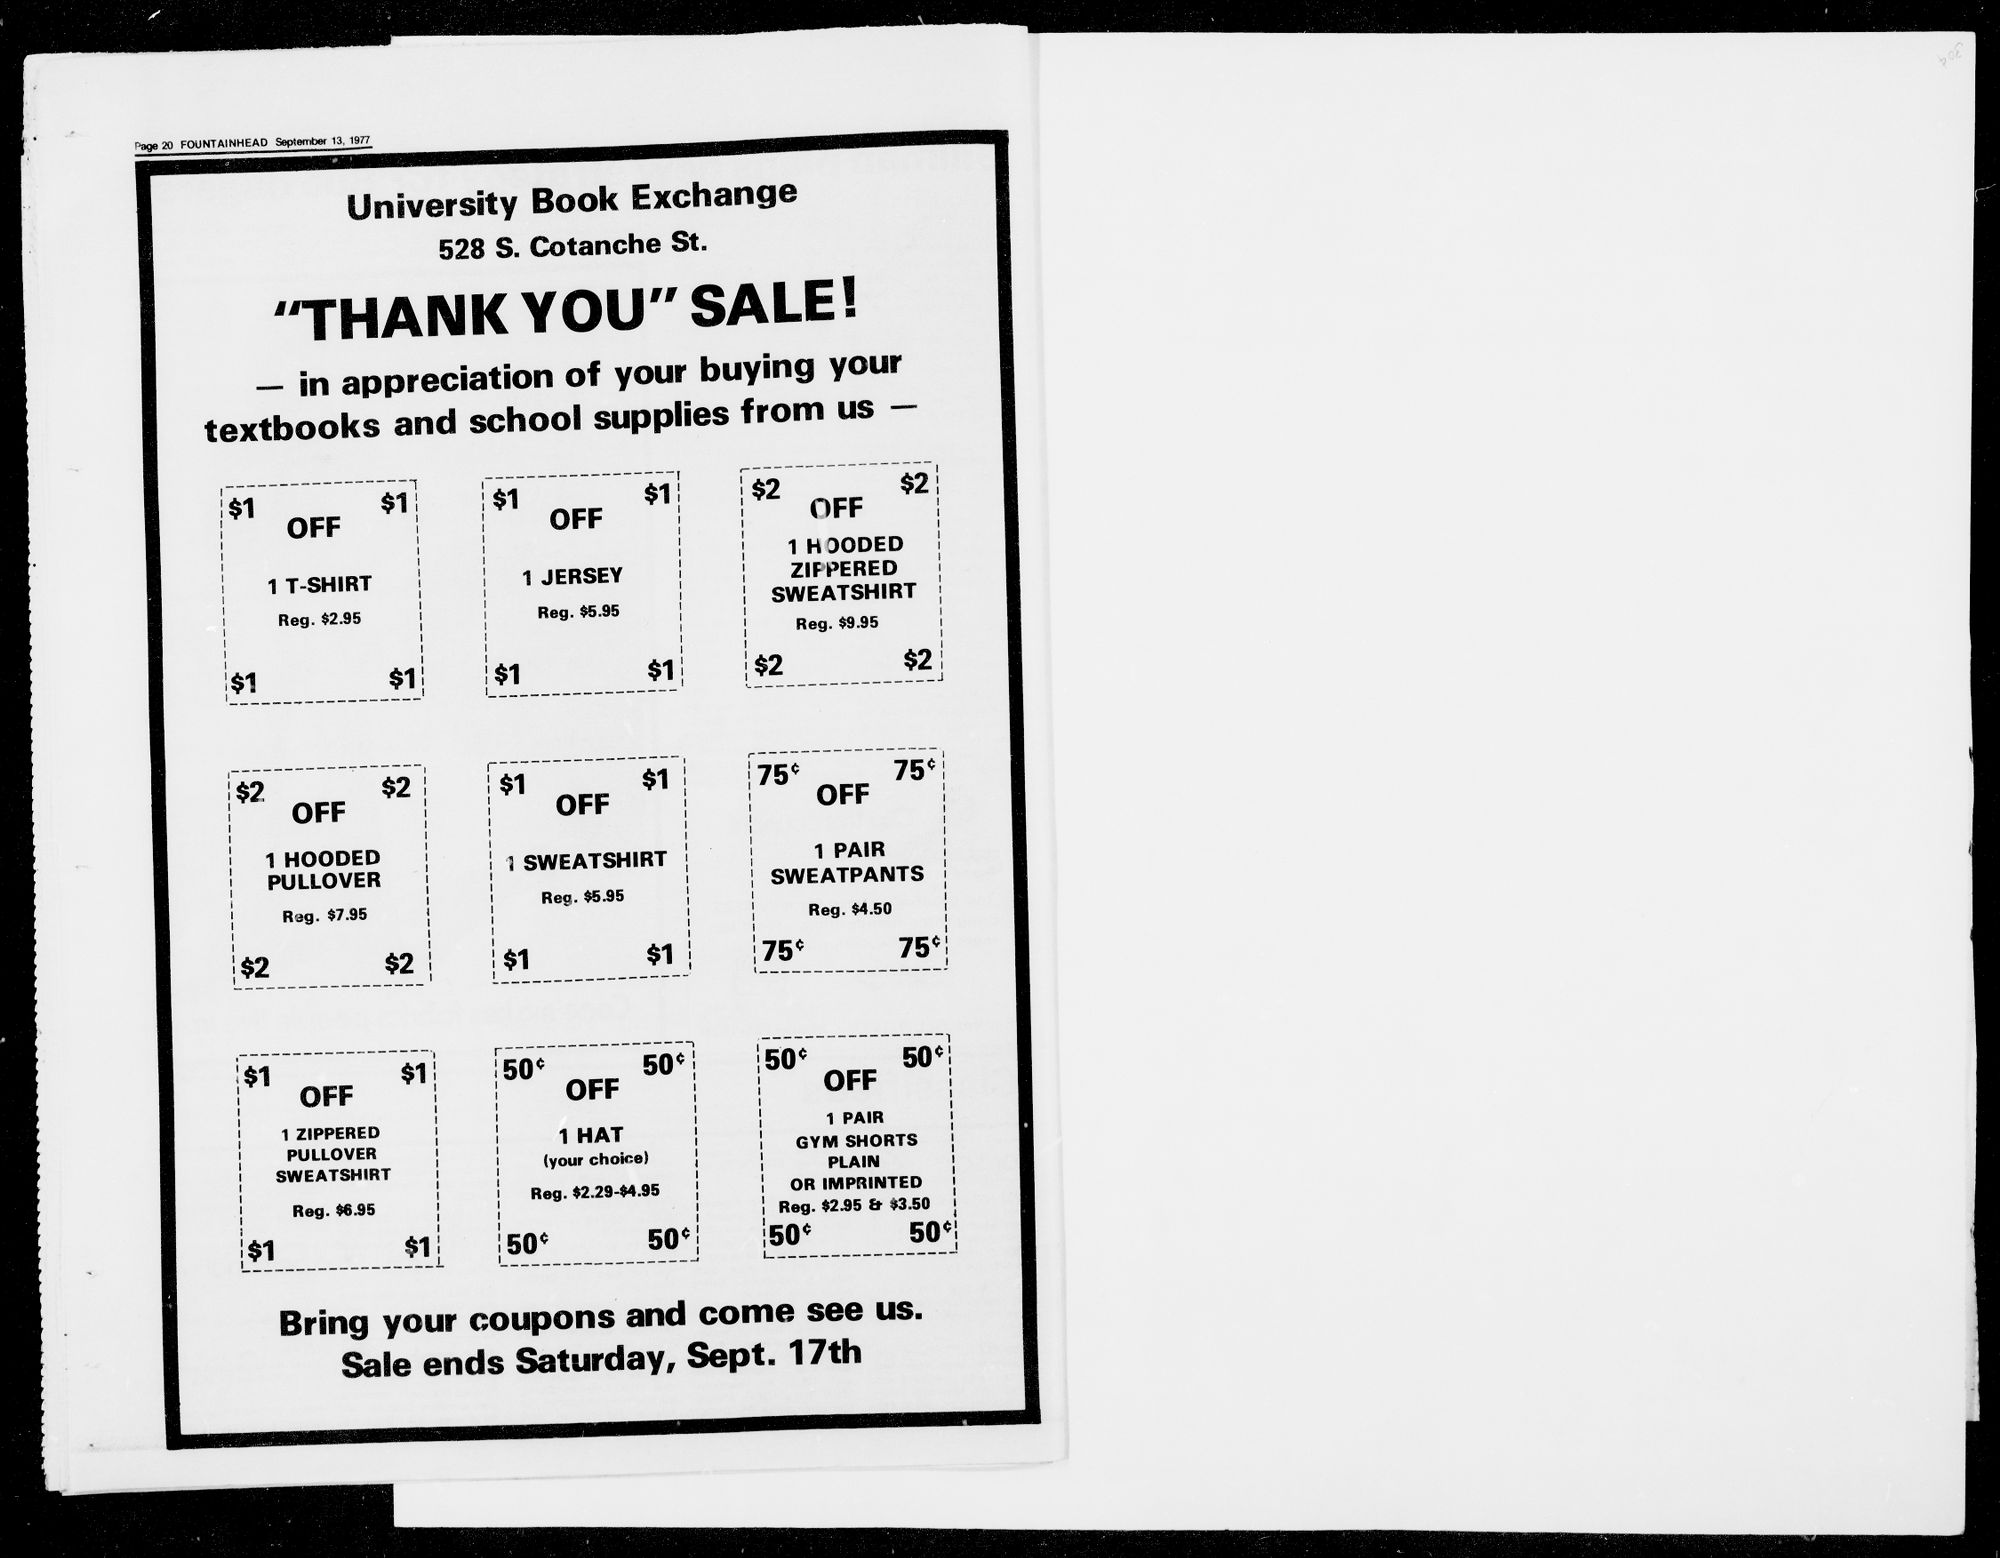 Page 20 FOUNTAINHEAD September 13, 1977
University Book Exchange
528 S. Cotanche St.
"THANK YOU" SALE!
— in appreciation of your buying your
textbooks and school supplies from us —
$1 $1
OFF
1 T-SHIRT
Reg. $2.95
$1 $1
$1 $1
OFF
1 JERSEY
Reg. $5.95
$1 $1
$2 $2
OFF
1 HOODED
ZIPPERED
SWEATSHIRT
Reg. $9.95
$2 $2
$2 $2
OFF
1 HOODED
PULLOVER
Reg. $7.95
$2 $2
$1 $1
OFF
1 SWEATSHIRT
Reg. $5.95
$1 $1
75¢ 75¢
OFF
1 PAIR
SWEATPANTS
Reg. $4.50
75¢ 75¢
$1 $1
OFF
1 ZIPPERED
PULLOVER
SWEATSHIRT
Reg. $6.95
$1 $1
50¢ 50¢
OFF
1 HAT
(your choice)
Reg. $2.29-$4.95
50¢ 50¢
50¢ 50¢
OFF
1 PAIR
GYM SHORTS
PLAIN
OR IMPRINTED
Reg. $2.95 & $3.50
50¢ 50¢
Bring your coupons and come see us.
Sale ends Saturday, Sept. 17th